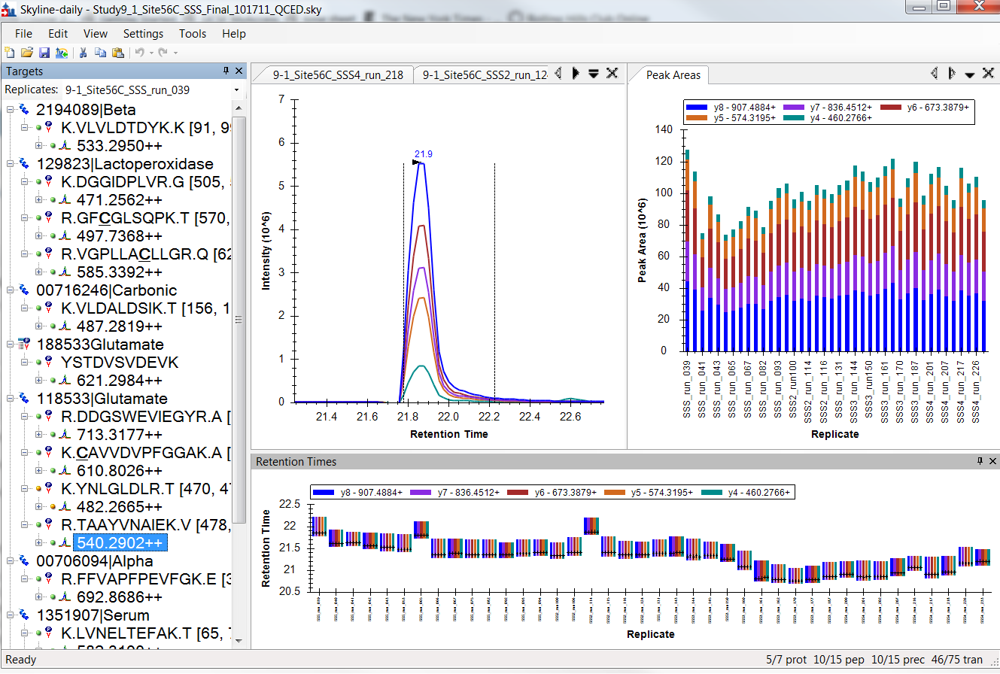 Skyline-daily - Study9_1_Site56C_SSS_Final_101711_QCED.sky
File Edit View Settings Tools Help
Targets
Replicates: 9-1_Site56C_SSS_run_039
2194089|Beta
K.VLVLDTDYK.K [91, 99
533.2950++
129823|Lactoperoxidase
K.DGGIDPLVR.G [505,
471.2562++
R.GFCGLSQPK.T [570,
497.7368++
R.VGPLLACLLGR.Q [62
585.3392++
00716246|Carbonic
K.VLDALDSIK.T [156, 1
487.2819++
188533Glutamate
YSTDVSVDEVK
621.2984++
118533|Glutamate
R.DDGSWEVIEGYR.A [
713.3177++
K.CAVVDVPFGGAK.A [
610.8026++
K.YNLGLDLR.T [470, 47
482.2665++
R.TAAYVNAIEK.V [478,
540.2902++
00706094|Alpha
R.FFVAPFPEVFGK.E [3
692.8686++
1351907|Serum
K.LVNELTEFAK.T [65, 7
9-1_Site56C_SSS4_run_218 9-1_Site56C_SSS2_run_12
7
6
5
4
3
2
1
0
Intensity (10^6)
21.9
21.4 21.6 21.8 22.0 22.2 22.4 22.6
Retention Time
Peak Areas
y8 - 907.4884+ y7 - 836.4512+ y6 - 673.3879+
y5 - 574.3195+ y4 - 460.2766+
140
120
100
80
60
40
20
0
Peak Area (10^6)
SSS_run_039
SSS_run_041
SSS_run_043
SSS_run_065
SSS_run_067
SSS_run_082
SSS_run_093
SSS2_run100
SSS2_run_114
SSS2_run_116
SSS_run_131
SSS3_run_144
SSS3_run150
SSS3_run_161
SSS3_run_170
SSS3_run_187
SSS4_run_201
SSS4_run_207
SSS4_run_217
SSS4_run_226
Replicate
Retention Times
y8 - 907.4884+ y7 - 836.4512+ y6 - 673.3879+ y5 - 574.3195+ y4 - 460.2766+
22.5
22
21.5
21
20.5
Retention Time
Replicate
Ready
5/7 prot 10/15 pep 10/15 prec 46/75 tran